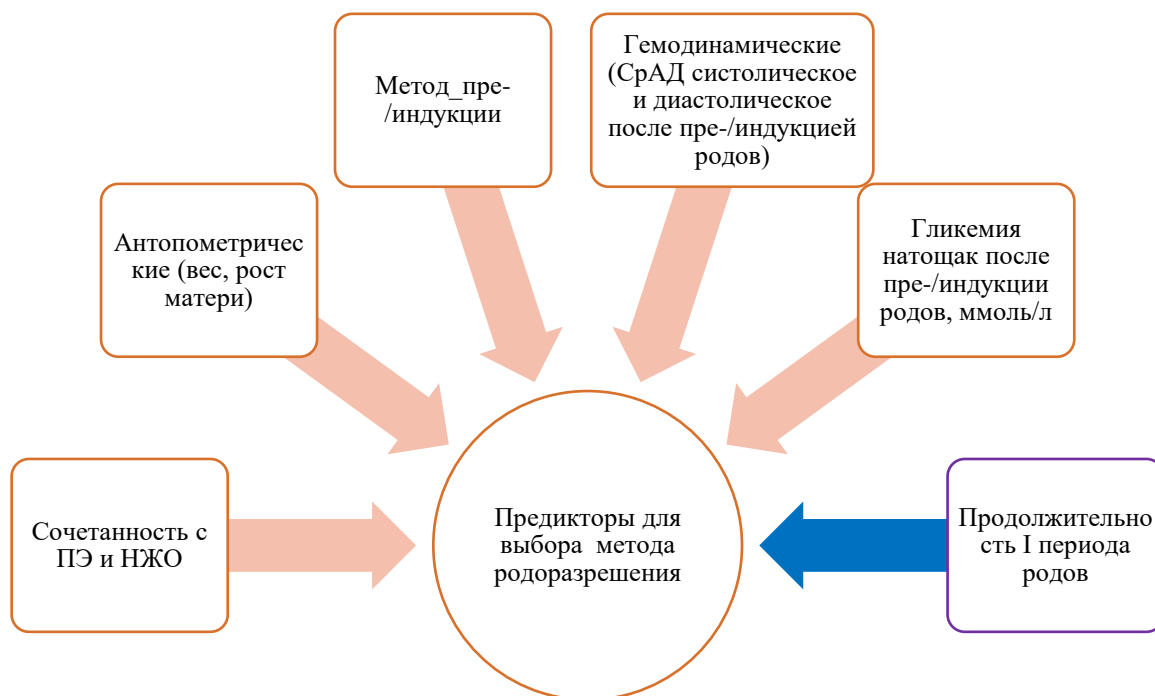 Сочетанность с
ПЭ и НЖО
Антопометричес
кие (вес, рост
матери)
Метод_пре-
/индукции
Гемодинамические
(СрАД систолическое
и диастолическое
после пре-/индукцией
родов)
Гликемия
натощак после
пре-/индукции
родов, ммоль/л
Продолжительно
сть I периода
родов
Предикторы для
выбора метода
родоразрешения